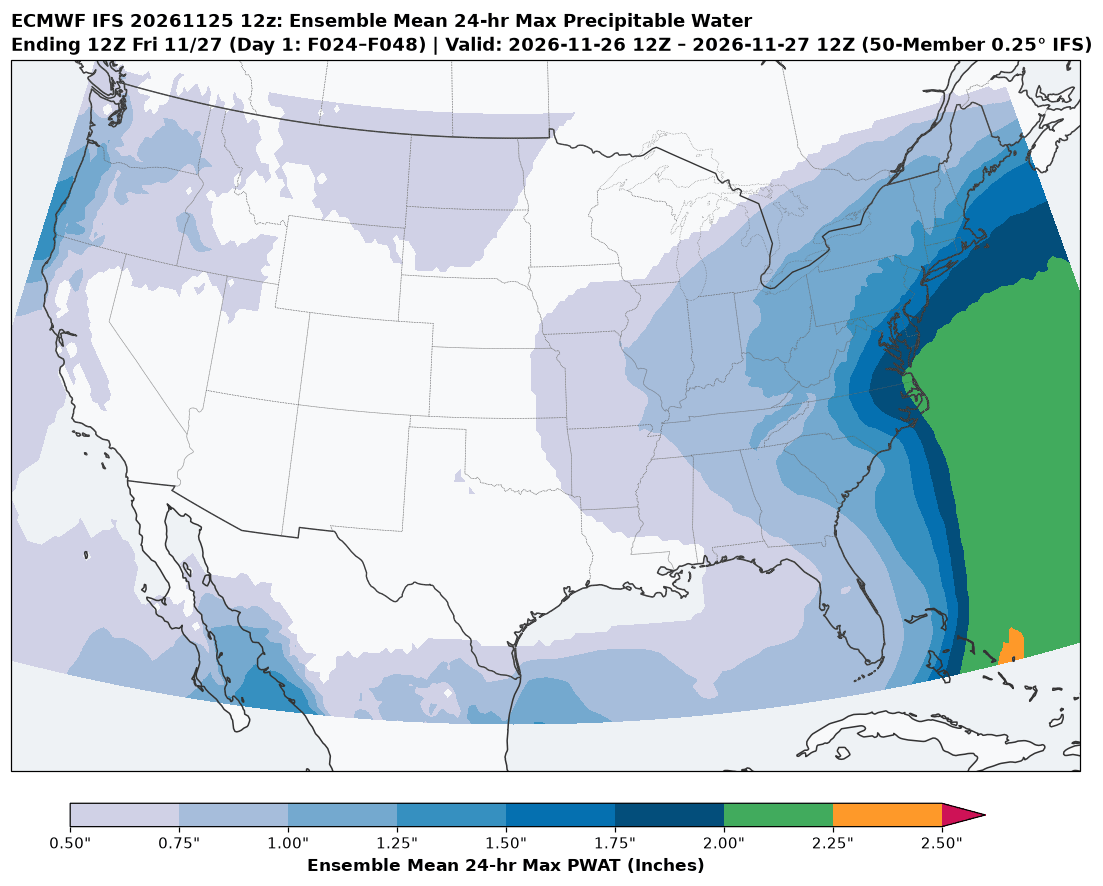 ECMWF IFS 20261125 12z: Ensemble Mean 24-hr Max Precipitable Water
Ending 12Z Fri 11/27 (Day 1: F024–F048) | Valid: 2026-11-26 12Z – 2026-11-27 12Z (50-Member 0.25° IFS)
0.50" 0.75" 1.00" 1.25" 1.50" 1.75" 2.00" 2.25" 2.50"
Ensemble Mean 24-hr Max PWAT (Inches)